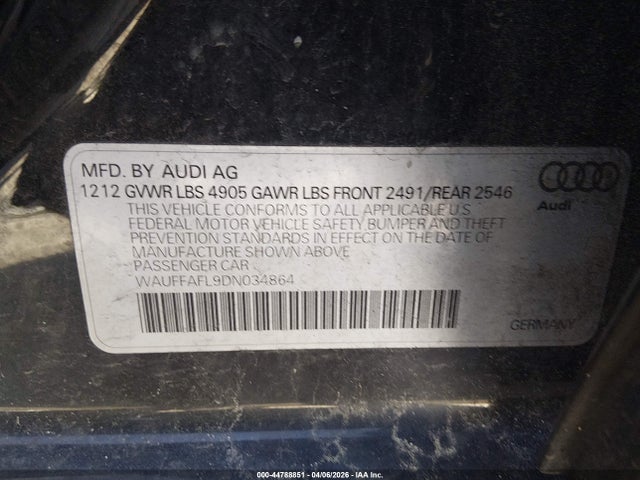 MFD. BY AUDI AG
1212 GVWR LBS 4905 GAWR LBS FRONT 2491/REAR 2546
THIS VEHICLE CONFORMS TO ALL APPLICABLE U.S
FEDERAL MOTOR VEHICLE SAFETY BUMPER AND THEFT
PREVENTION STANDARDS IN EFFECT ON THE DATE OF
MANUFACTURE SHOWN ABOVE
PASSENGER CAR
WAUFFAFL9DN034864
Audi
GERMANY
000-44788851 - 04/06/2026 - IAA Inc.